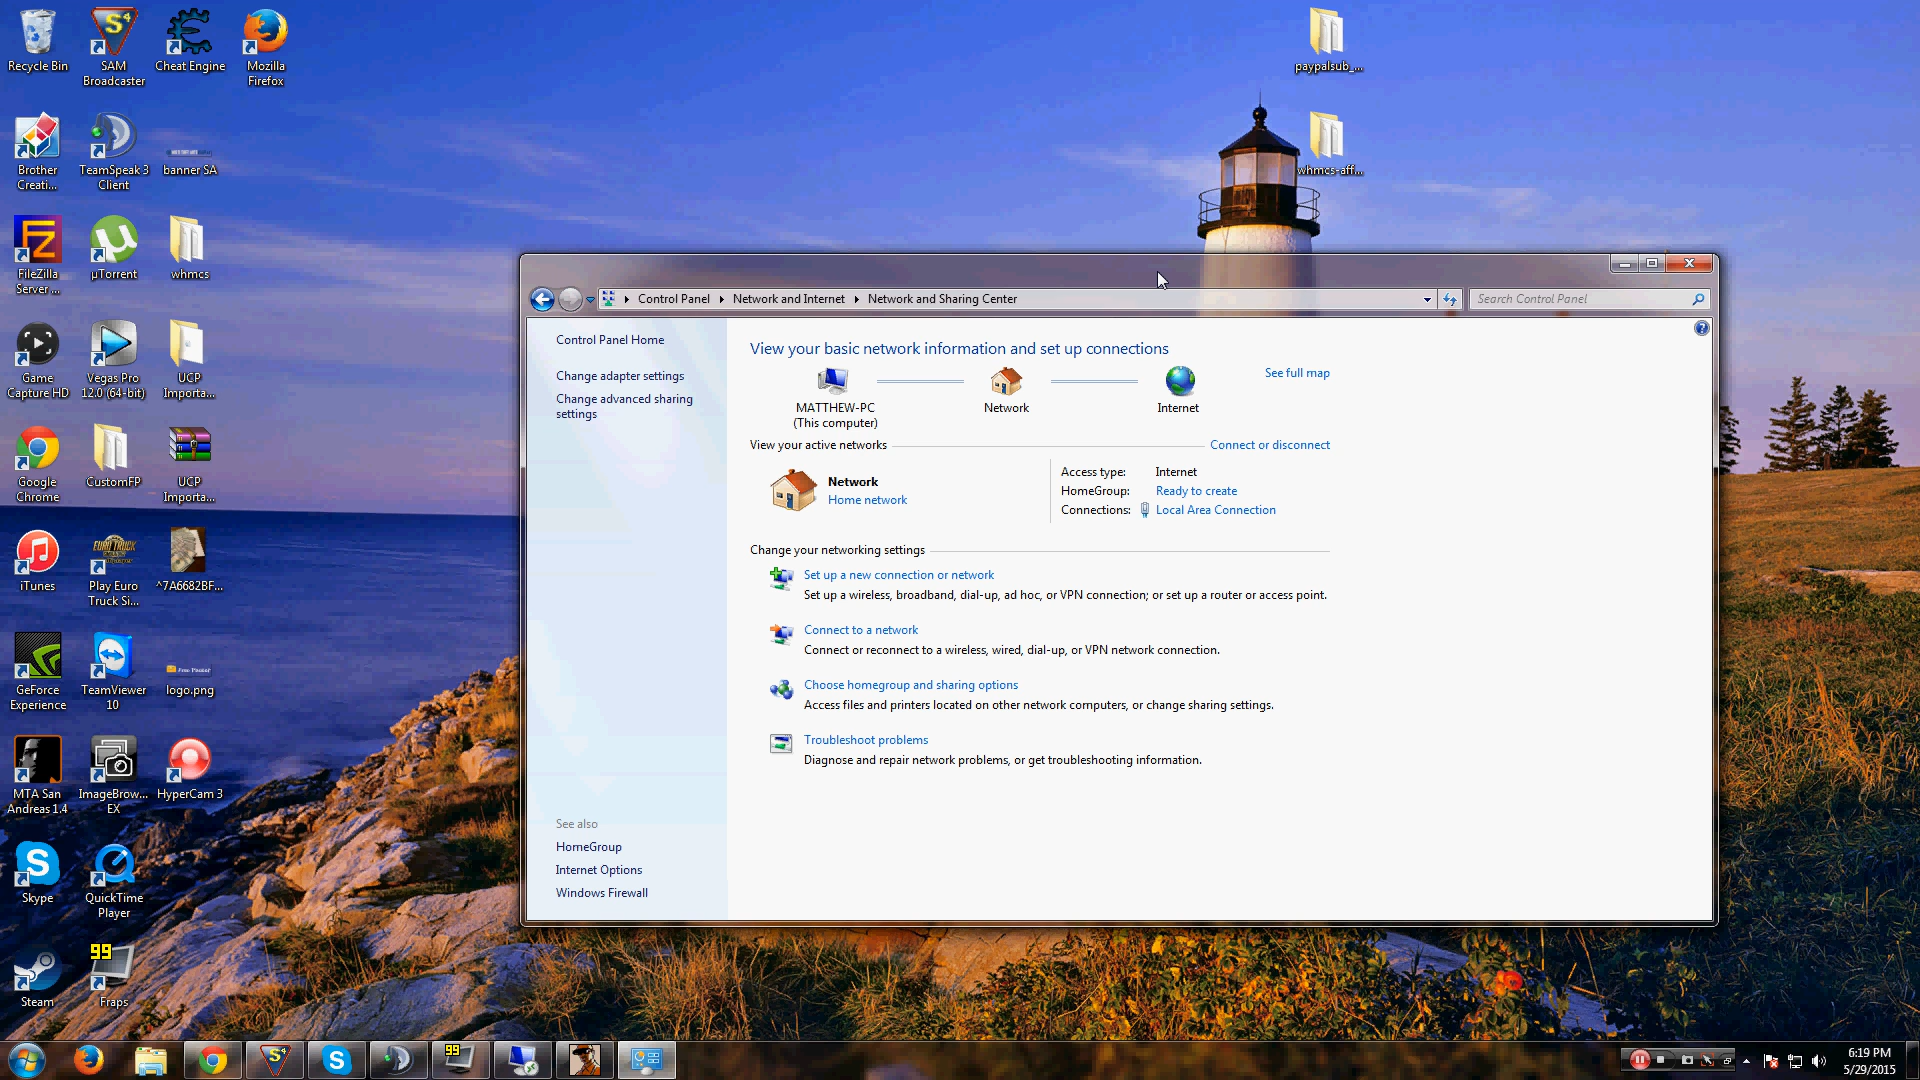 Recycle Bin
SAM
Broadcaster
Cheat Engine
Mozilla
Firefox
Brother
Creati...
TeamSpeak 3
Client
banner SA
FileZilla
Server ...
µTorrent
whmcs
Game
Capture HD
Vegas Pro
12.0 (64-bit)
UCP
Importa...
Google
Chrome
CustomFP
UCP
Importa...
iTunes
Play Euro
Truck Si...
^7A6682BF...
GeForce
Experience
TeamViewer
10
logo.png
MTA San
Andreas 1.4
ImageBrow...
EX
HyperCam 3
Skype
QuickTime
Player
Steam
99
Fraps
paypalsub_...
whmcs-aff...
Control Panel
Network and Internet
Network and Sharing Center
Search Control Panel
Control Panel Home
Change adapter settings
Change advanced sharing
settings
See also
HomeGroup
Internet Options
Windows Firewall
View your basic network information and set up connections
MATTHEW-PC
(This computer)
Network
Internet
See full map
View your active networks
Connect or disconnect
Network
Home network
Access type: Internet
HomeGroup: Ready to create
Connections: Local Area Connection
Change your networking settings
Set up a new connection or network
Set up a wireless, broadband, dial-up, ad hoc, or VPN connection; or set up a router or access point.
Connect to a network
Connect or reconnect to a wireless, wired, dial-up, or VPN network connection.
Choose homegroup and sharing options
Access files and printers located on other network computers, or change sharing settings.
Troubleshoot problems
Diagnose and repair network problems, or get troubleshooting information.
99
6:19 PM
5/29/2015